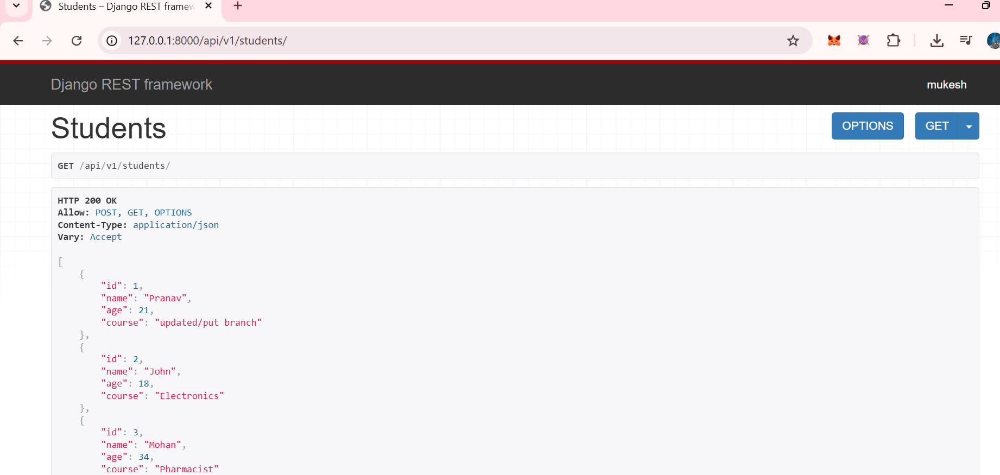 Students – Django REST framew
127.0.0.1:8000/api/v1/students/
Django REST framework
mukesh
Students
OPTIONS
GET
GET /api/v1/students/
HTTP 200 OK
Allow: POST, GET, OPTIONS
Content-Type: application/json
Vary: Accept
[
{
"id": 1,
"name": "Pranav",
"age": 21,
"course": "updated/put branch"
},
{
"id": 2,
"name": "John",
"age": 18,
"course": "Electronics"
},
{
"id": 3,
"name": "Mohan",
"age": 34,
"course": "Pharmacist"